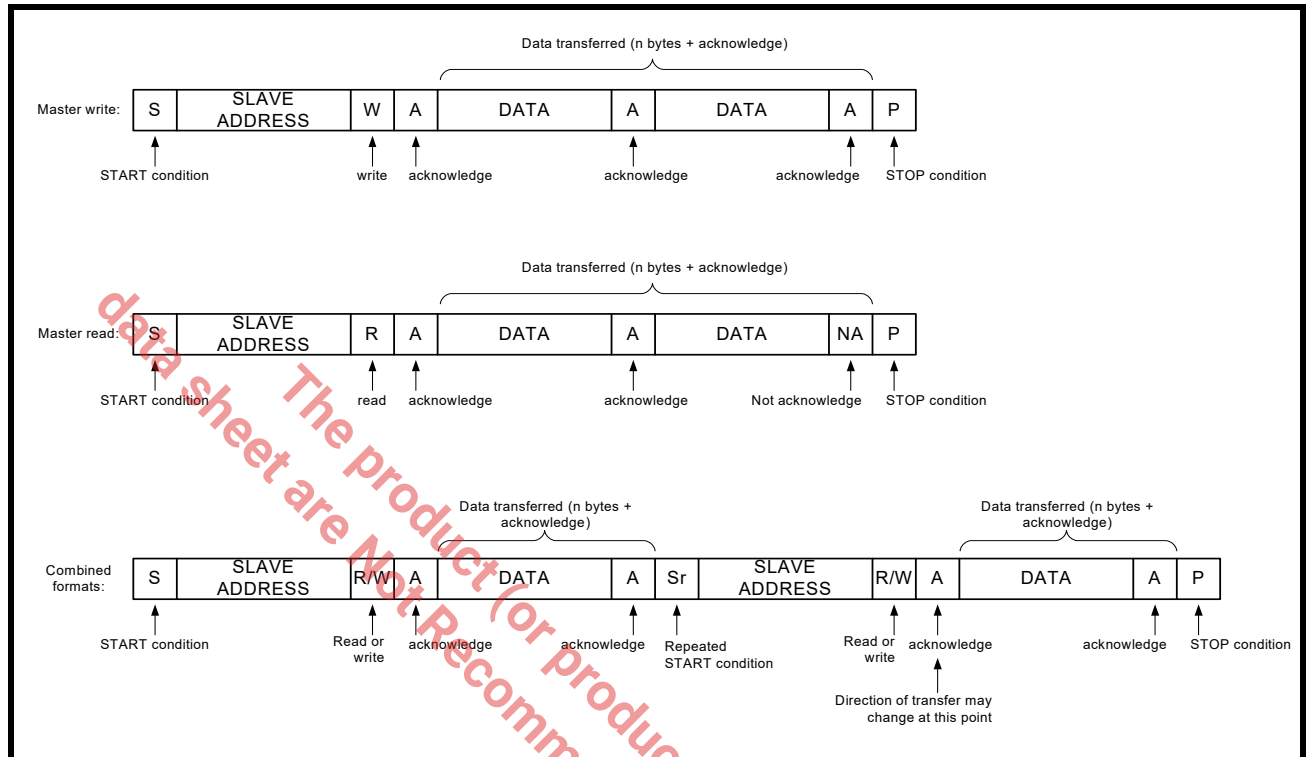 Data transferred (n bytes + acknowledge)
Master write:
S
SLAVE
ADDRESS
W
A
DATA
A
DATA
A
P
START condition
write
acknowledge
acknowledge
acknowledge
STOP condition
Data transferred (n bytes + acknowledge)
Master read:
S
SLAVE
ADDRESS
R
A
DATA
A
DATA
NA
P
START condition
read
acknowledge
acknowledge
Not acknowledge
STOP condition
Data transferred (n bytes +
acknowledge)
Data transferred (n bytes +
acknowledge)
Combined
formats:
S
SLAVE
ADDRESS
R/W
A
DATA
A
Sr
SLAVE
ADDRESS
R/W
A
DATA
A
P
START condition
Read or
write
acknowledge
acknowledge
Repeated
START condition
Read or
write
acknowledge
acknowledge
STOP condition
Direction of transfer may
change at this point
The product (or
data sheet are Not